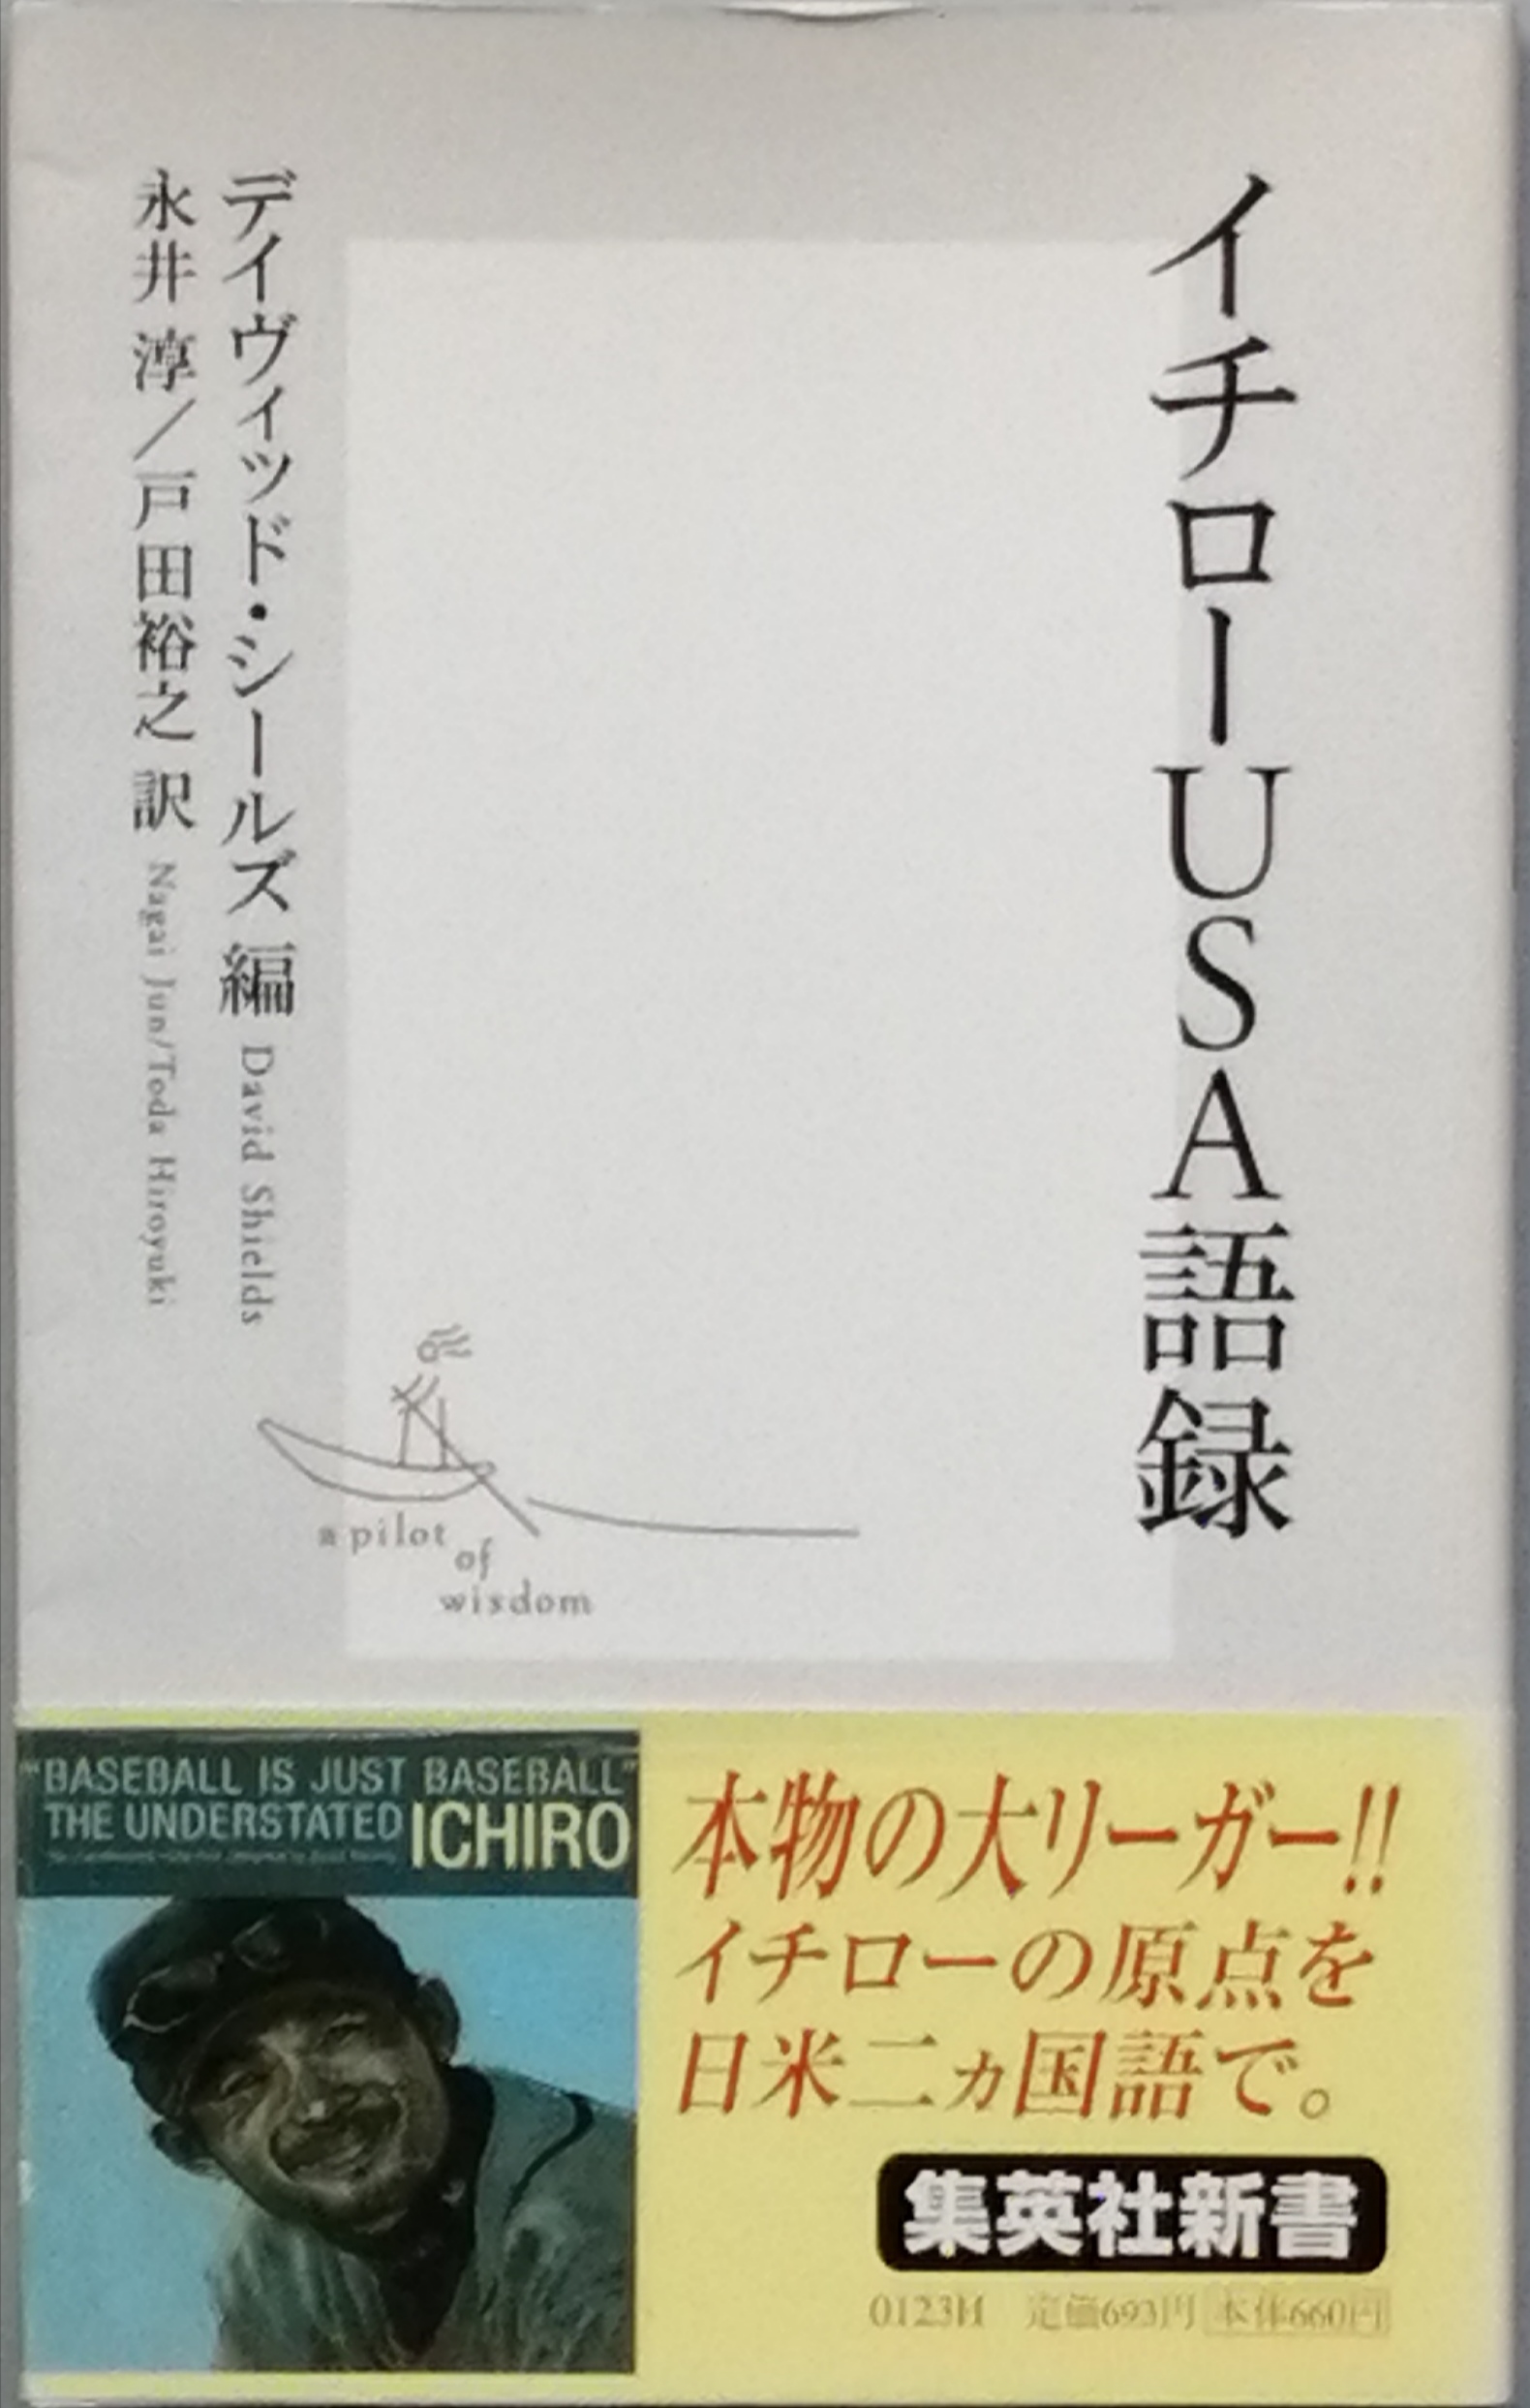 イチローUSA語録
デイヴィッド・シールズ 編 David Shields
永井 淳／戸田裕之 訳 Nagai Jun/Toda Hiroyuki
a pilot
of
wisdom
"BASEBALL IS JUST BASEBALL"
THE UNDERSTATED ICHIRO
本物の大リーガー!!
イチローの原点を
日米二ヵ国語で。
集英社新書
0123H 定価693円 本体660円